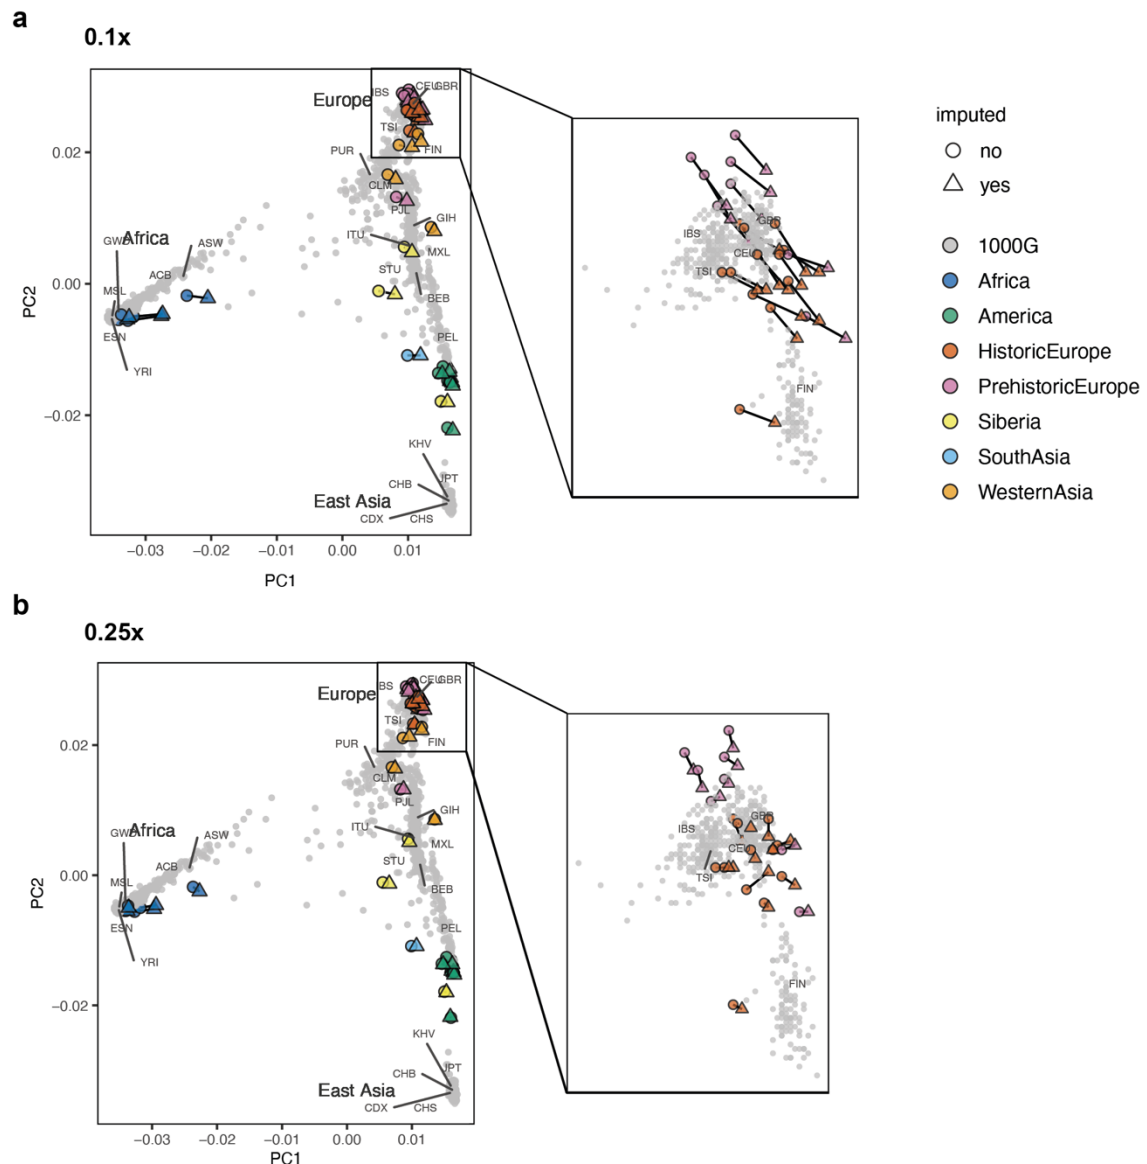 a
0.1x
Europe
IBS
CEU
GBR
TSI
FIN
PUR
CLM
PJL
GIH
ITU
MXL
STU
BEB
PEL
GWD
Africa
ASW
ACB
MSL
ESN
YRI
KHV
CHB
JPT
East Asia
CDX
CHS
0.02
0.00
−0.02
PC2
−0.03
−0.02
−0.01
0.00
0.01
PC1
IBS
GBR
CEU
TSI
FIN
imputed
no
yes
1000G
Africa
America
HistoricEurope
PrehistoricEurope
Siberia
SouthAsia
WesternAsia
b
0.25x
Europe
IBS
CEU
GBR
TSI
FIN
PUR
CLM
PJL
GIH
ITU
MXL
STU
BEB
PEL
GWD
Africa
ASW
ACB
MSL
ESN
YRI
KHV
CHB
JPT
East Asia
CDX
CHS
0.02
0.00
−0.02
PC2
−0.03
−0.02
−0.01
0.00
0.01
PC1
IBS
GBR
CEU
TSI
FIN